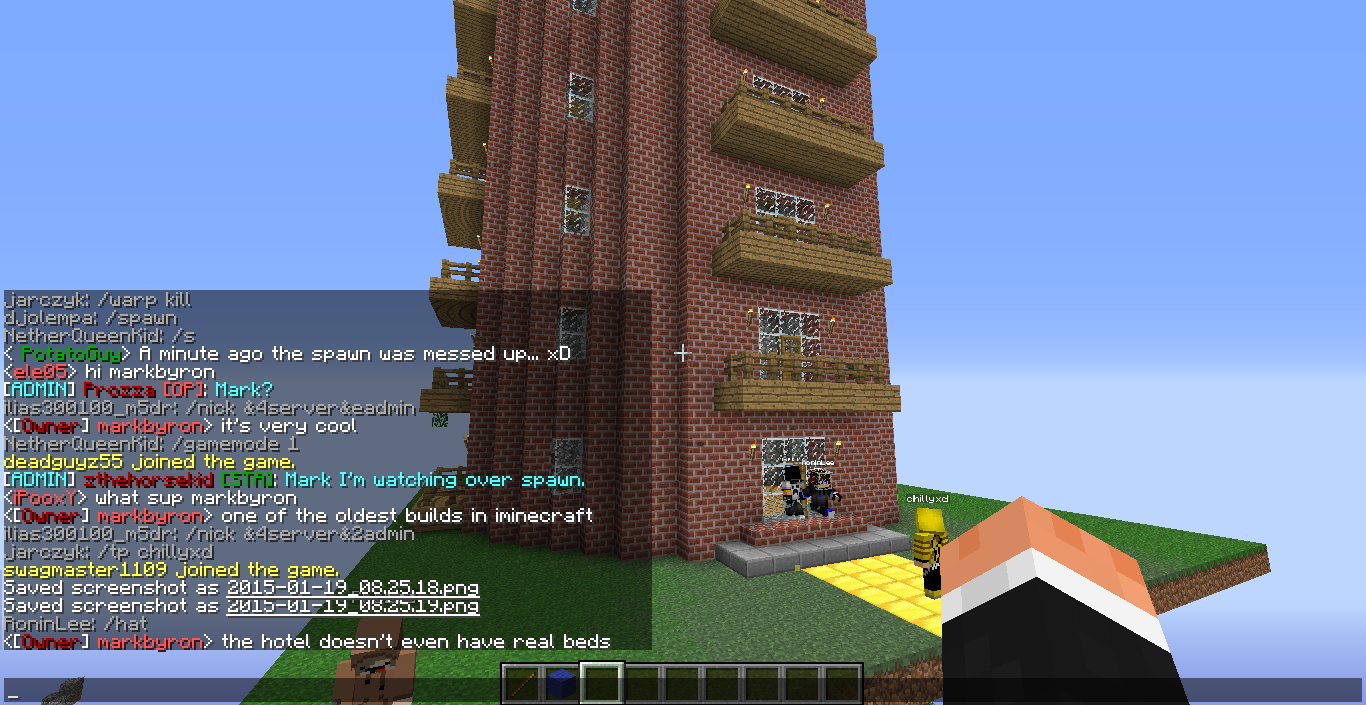 jarczyk: /warp kill
djolempa: /spawn
NetherQueenKid: /s
< PotatoGuy> A minute ago the spawn was messed up... xD
<ele05> hi markbyron
[ADMIN] Prozza [OP]: Mark?
ilias300100_m5dr: /nick &4server&eadmin
<[Owner] markbyron> it's very cool
NetherQueenKid: /gamemode 1
deadguyz55 joined the game.
[ADMIN] zthehorsekid [STA]: Mark I'm watching over spawn.
<iPooxY> what sup markbyron
<[Owner] markbyron> one of the oldest builds in iminecraft
ilias300100_m5dr: /nick &4server&2admin
jarczyk: /tp chillyxd
swagmaster1109 joined the game.
Saved screenshot as 2015-01-19_08.25.18.png
Saved screenshot as 2015-01-19_08.25.19.png
RoninLee: /hat
<[Owner] markbyron> the hotel doesn't even have real beds
_
RoninLee
chillyxd